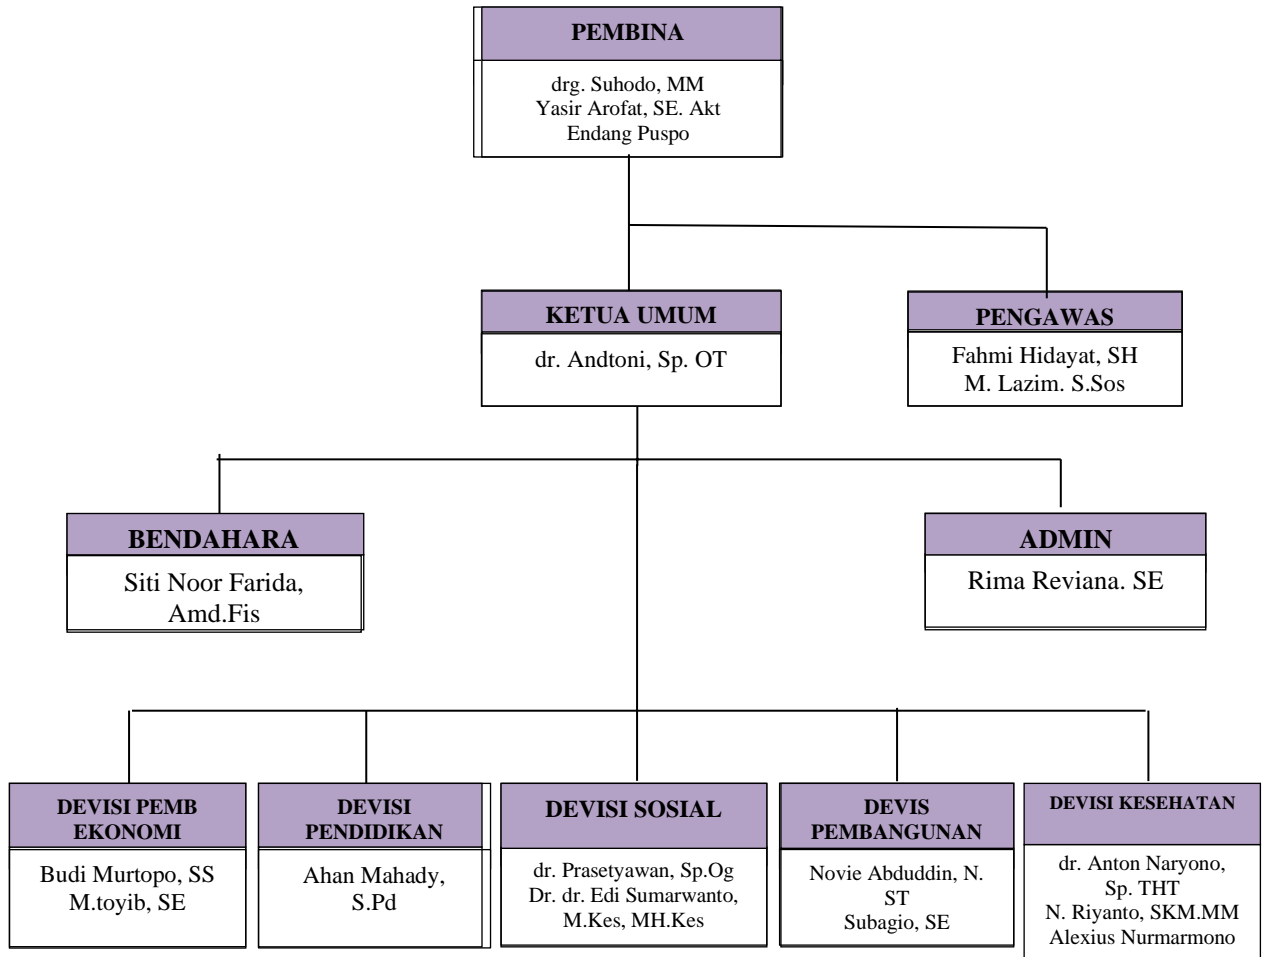 PEMBINA
drg. Suhodo, MM
Yasir Arofat, SE. Akt
Endang Puspo
KETUA UMUM
dr. Andtoni, Sp. OT
PENGAWAS
Fahmi Hidayat, SH
M. Lazim. S.Sos
BENDAHARA
Siti Noor Farida,
Amd.Fis
ADMIN
Rima Reviana. SE
DEVISI PEMB
EKONOMI
Budi Murtopo, SS
M.toyib, SE
DEVISI
PENDIDIKAN
Ahan Mahady,
S.Pd
DEVISI SOSIAL
dr. Prasetyawan, Sp.Og
Dr. dr. Edi Sumarwanto,
M.Kes, MH.Kes
DEVIS
PEMBANGUNAN
Novie Abduddin, N.
ST
Subagio, SE
DEVISI KESEHATAN
dr. Anton Naryono,
Sp. THT
N. Riyanto, SKM.MM
Alexius Nurmarmono